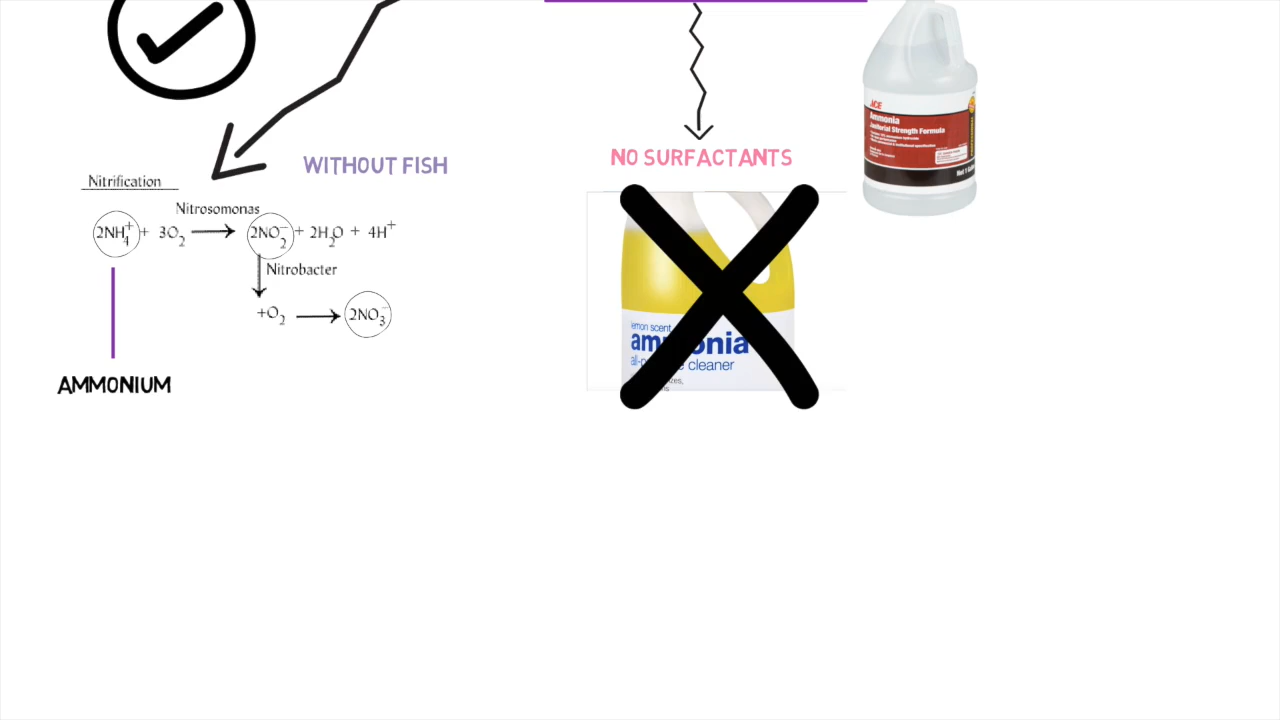 WITHOUT FISH
Nitrification
Nitrosomonas
2NH₄⁺ + 3O₂ → 2NO₂⁻ + 2H₂O + 4H⁺
Nitrobacter
+O₂ → 2NO₃⁻
AMMONIUM
NO SURFACTANTS
lemon scent
ammonia
cleaner
ACE
Ammonia
Janitorial Strength Formula